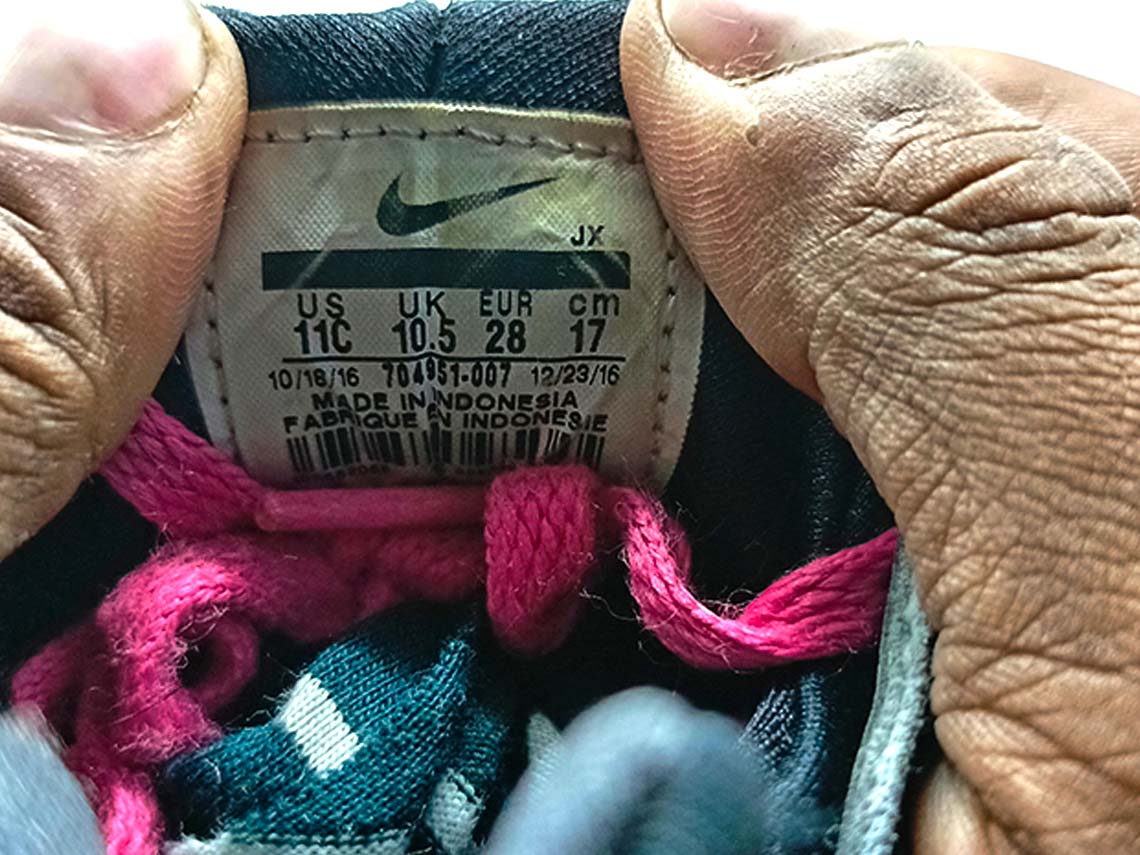 JX
US UK EUR cm
11C 10.5 28 17
10/18/16 704951-007 12/23/16
MADE IN INDONESIA
FABRIQUE EN INDONESIE